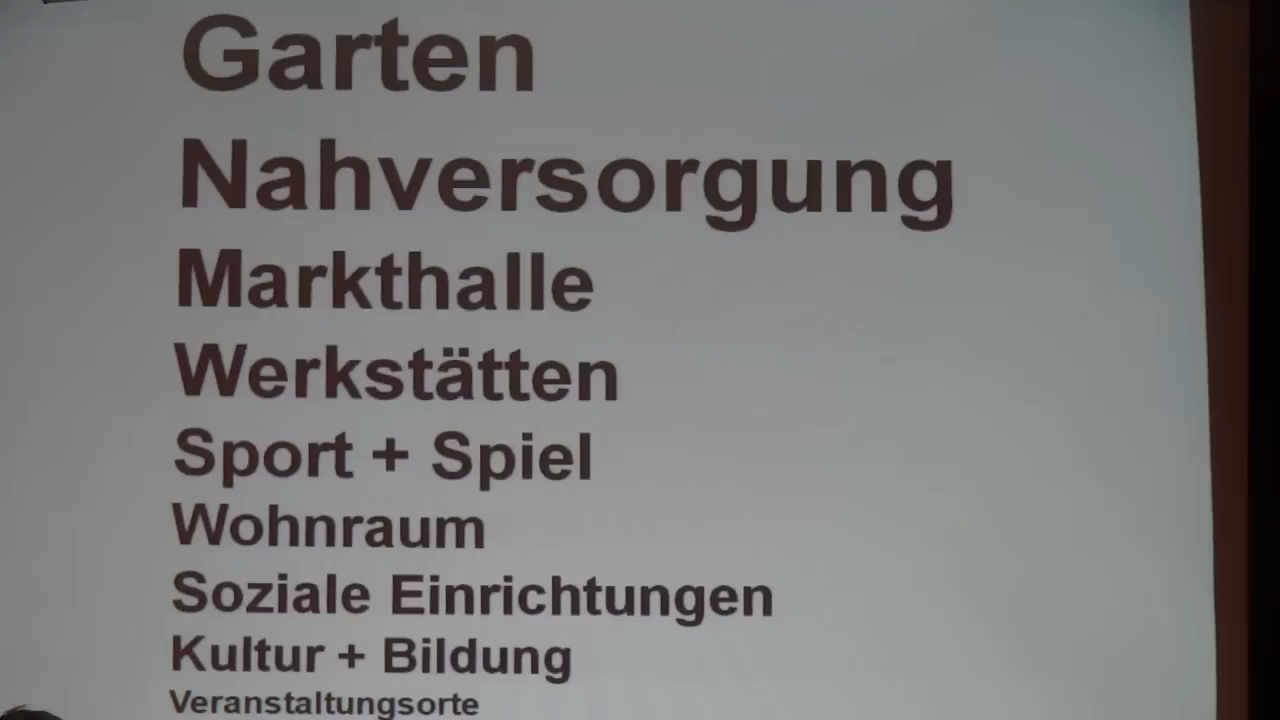 Garten
Nahversorgung
Markthalle
Werkstätten
Sport + Spiel
Wohnraum
Soziale Einrichtungen
Kultur + Bildung
Veranstaltungsorte